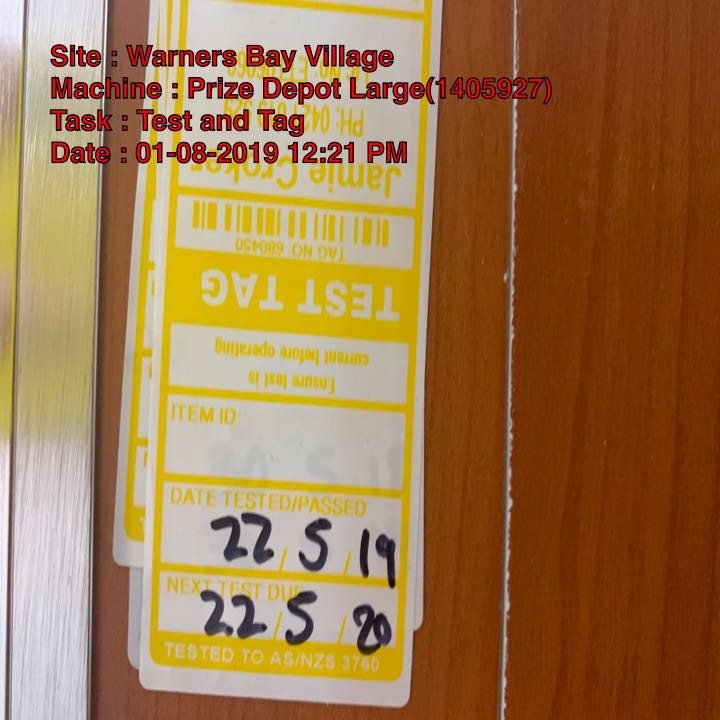 Site : Warners Bay Village
Machine : Prize Depot Large(1405927)
Task : Test and Tag
Date : 01-08-2019 12:21 PM
Jamie Croker
TAG NO: 680450
TEST TAG
Ensure test is
current before operating
ITEM ID:
DATE TESTED/PASSED
22 / 5 / 19
NEXT TEST DUE
22 / 5 / 20
TESTED TO AS/NZS 3760